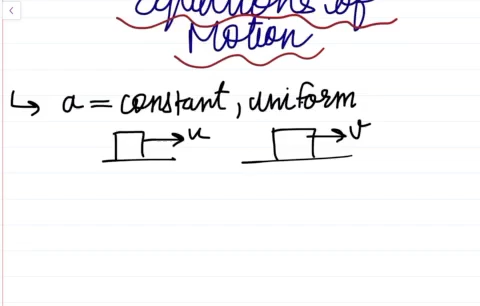 Equations of
Motion
↳ a = constant, uniform
u
v